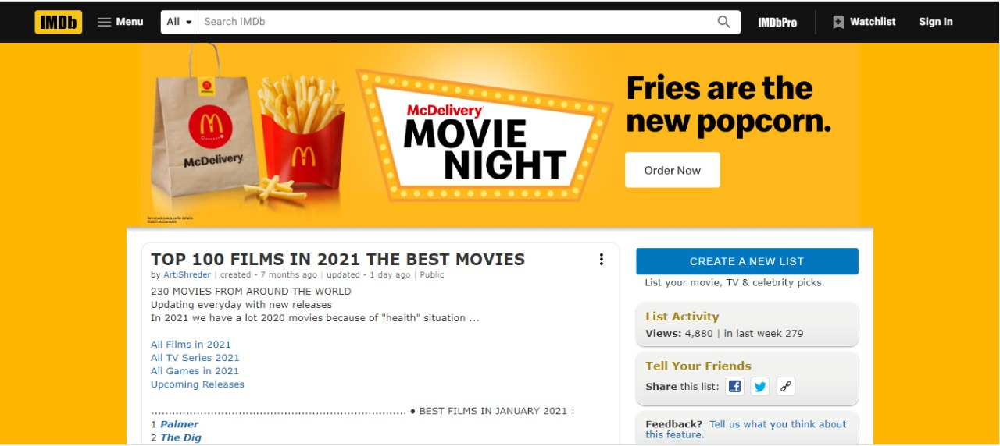 IMDb Menu All Search IMDb IMDbPro Watchlist Sign In
McDelivery
McDelivery
MOVIE
NIGHT
Fries are the
new popcorn.
Order Now
©2021 McDonald's
TOP 100 FILMS IN 2021 THE BEST MOVIES
by ArtiShreder | created - 7 months ago | updated - 1 day ago | Public
230 MOVIES FROM AROUND THE WORLD
Updating everyday with new releases
In 2021 we have a lot 2020 movies because of "health" situation ...
All Films in 2021
All TV Series 2021
All Games in 2021
Upcoming Releases
......................................................................... ● BEST FILMS IN JANUARY 2021 :
1 Palmer
2 The Dig
CREATE A NEW LIST
List your movie, TV & celebrity picks.
List Activity
Views: 4,880 | in last week 279
Tell Your Friends
Share this list:
Feedback? Tell us what you think about
this feature.